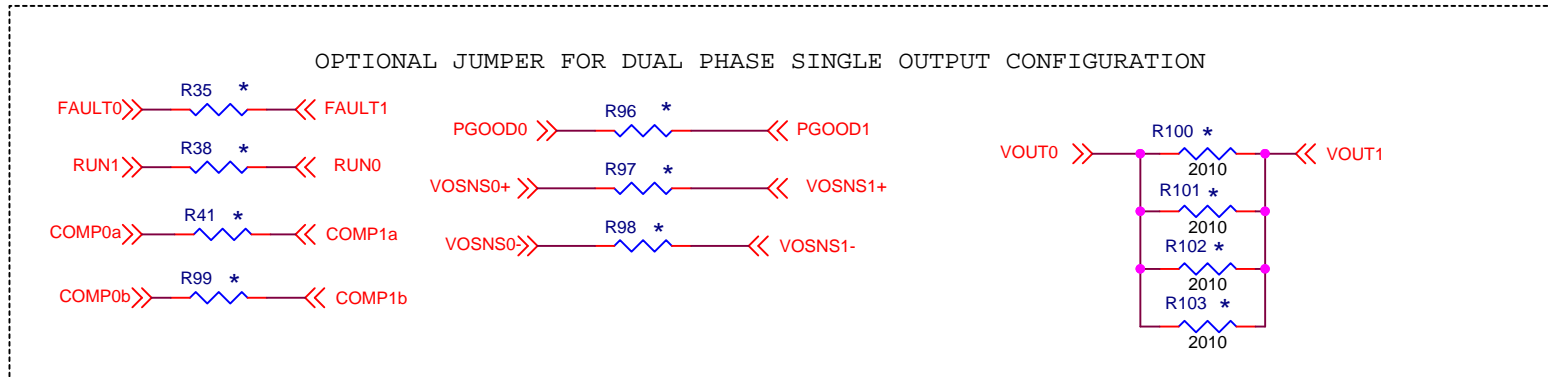 OPTIONAL JUMPER FOR DUAL PHASE SINGLE OUTPUT CONFIGURATION
R35 *
FAULT0 FAULT1
R38 *
RUN1 RUN0
R41 *
COMP0a COMP1a
R99 *
COMP0b COMP1b
R96 *
PGOOD0 PGOOD1
R97 *
VOSNS0+ VOSNS1+
R98 *
VOSNS0- VOSNS1-
R100 *
VOUT0 VOUT1
2010
R101 *
2010
R102 *
2010
R103 *
2010